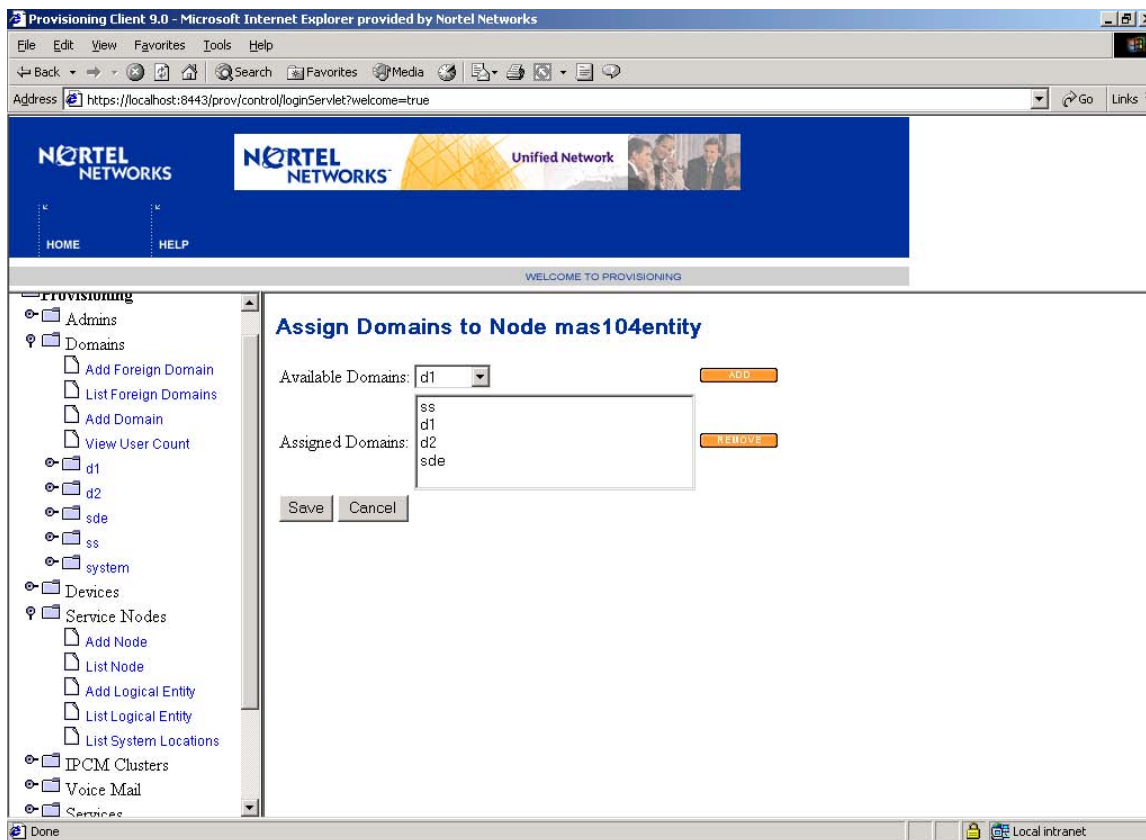 Provisioning Client 9.0 - Microsoft Internet Explorer provided by Nortel Networks
File Edit View Favorites Tools Help
Back Search Favorites Media
Address https://localhost:8443/prov/control/loginServlet?welcome=true Go Links
NORTEL NETWORKS
NORTEL NETWORKS
Unified Network
HOME HELP
WELCOME TO PROVISIONING
Provisioning
Admins
Domains
Add Foreign Domain
List Foreign Domains
Add Domain
View User Count
d1
d2
sde
ss
system
Devices
Service Nodes
Add Node
List Node
Add Logical Entity
List Logical Entity
List System Locations
IPCM Clusters
Voice Mail
Services
Assign Domains to Node mas104entity
Available Domains: d1 ADD
Assigned Domains:
ss
d1
d2
sde
REMOVE
Save Cancel
Done Local intranet